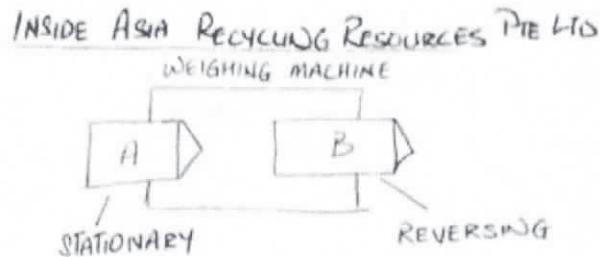 INSIDE ASIA RECYCLING RESOURCES PTE LTD
WEIGHING MACHINE
A B
STATIONARY REVERSING